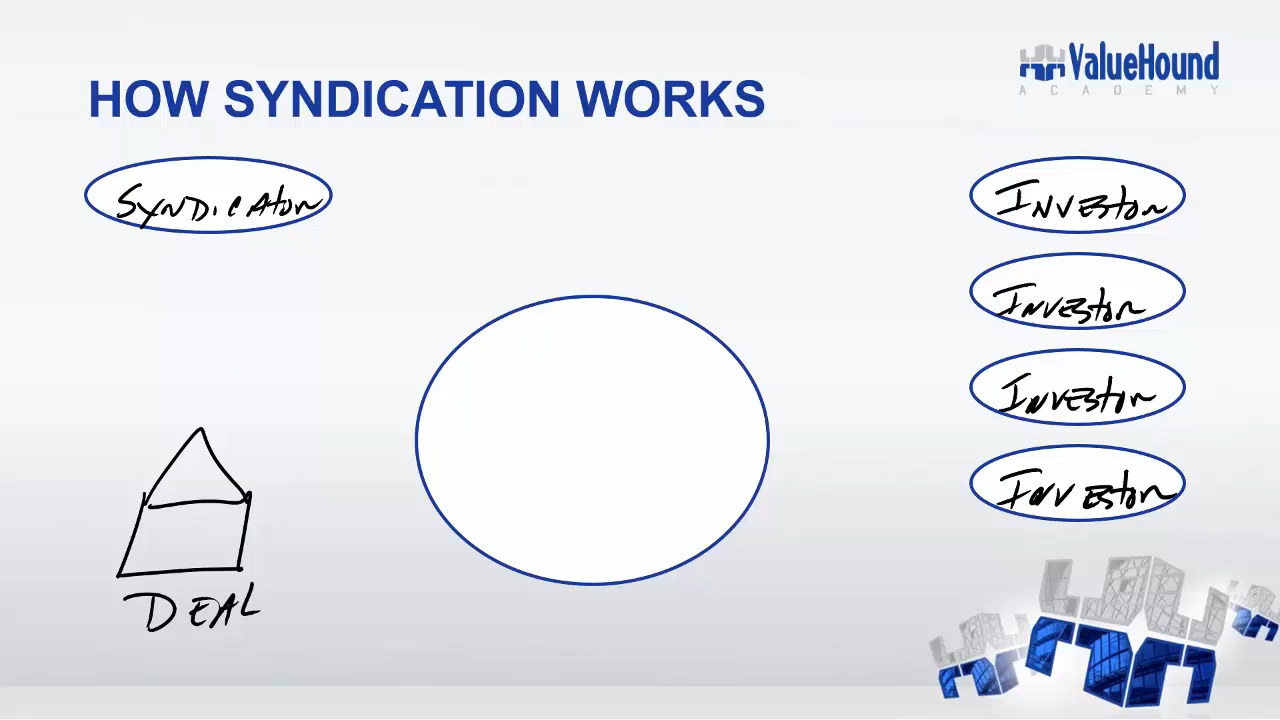 HOW SYNDICATION WORKS
ValueHound
ACADEMY
SYNDICATOR
INVESTOR
INVESTOR
INVESTOR
INVESTOR
DEAL